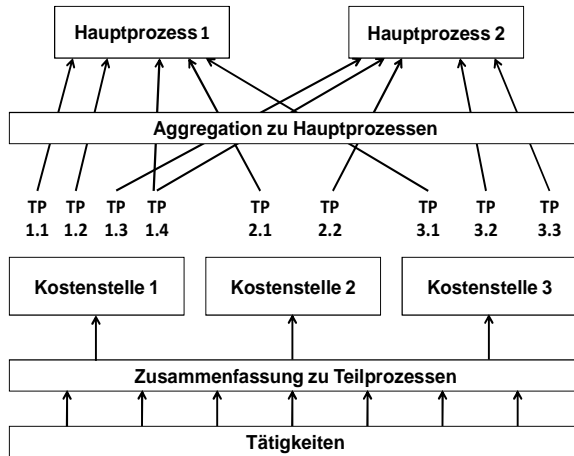 Hauptprozess 1
Hauptprozess 2
Aggregation zu Hauptprozessen
TP TP TP TP TP TP TP TP TP
1.1 1.2 1.3 1.4 2.1 2.2 3.1 3.2 3.3
Kostenstelle 1
Kostenstelle 2
Kostenstelle 3
Zusammenfassung zu Teilprozessen
Tätigkeiten